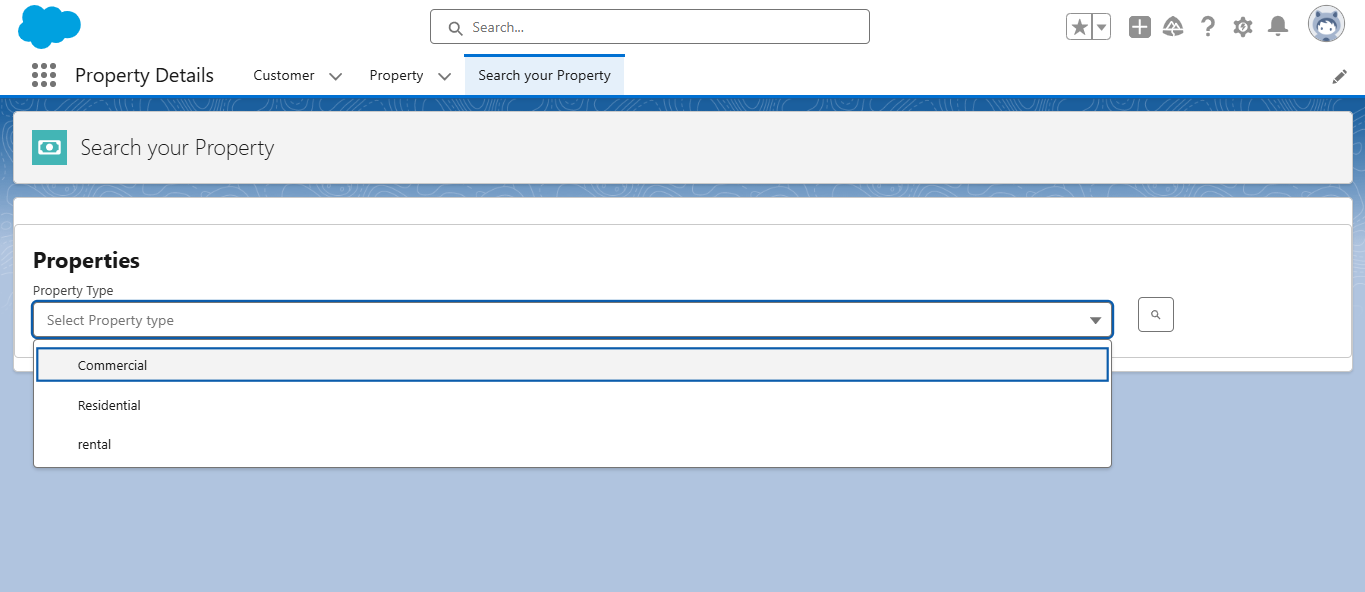 Search...
Property Details
Customer
Property
Search your Property
Search your Property
Properties
Property Type
Select Property type
Commercial
Residential
rental